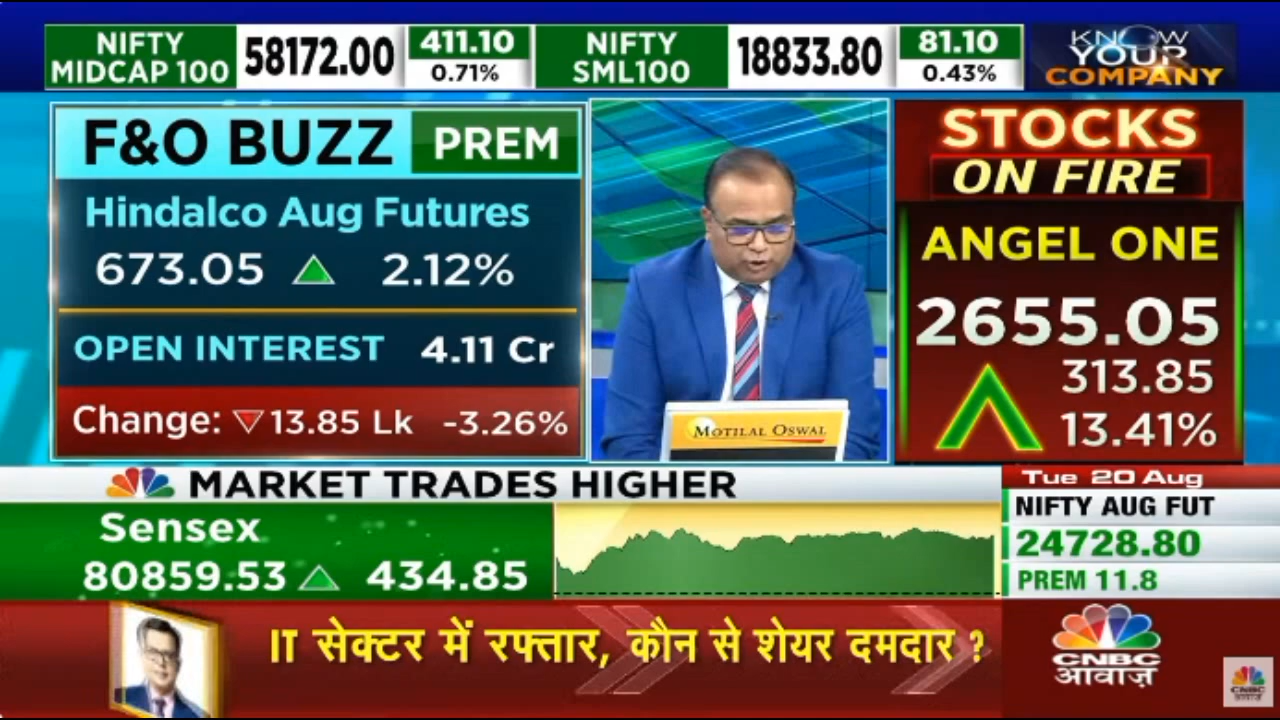 NIFTY
MIDCAP 100
58172.00
411.10
0.71%
NIFTY
SML100
18833.80
81.10
0.43%
KNOW
YOUR
COMPANY
F&O BUZZ
PREM
Hindalco Aug Futures
673.05 ▲ 2.12%
OPEN INTEREST 4.11 Cr
Change: ▽13.85 Lk -3.26%
MOTILAL OSWAL
STOCKS
ON FIRE
ANGEL ONE
2655.05
313.85
13.41%
MARKET TRADES HIGHER
Sensex
80859.53 ▲ 434.85
Tue 20 Aug
NIFTY AUG FUT
24728.80
PREM 11.8
IT सेक्टर में रफ्तार, कौन से शेयर दमदार ?
CNBC
आवाज़
CNBC
आवाज़